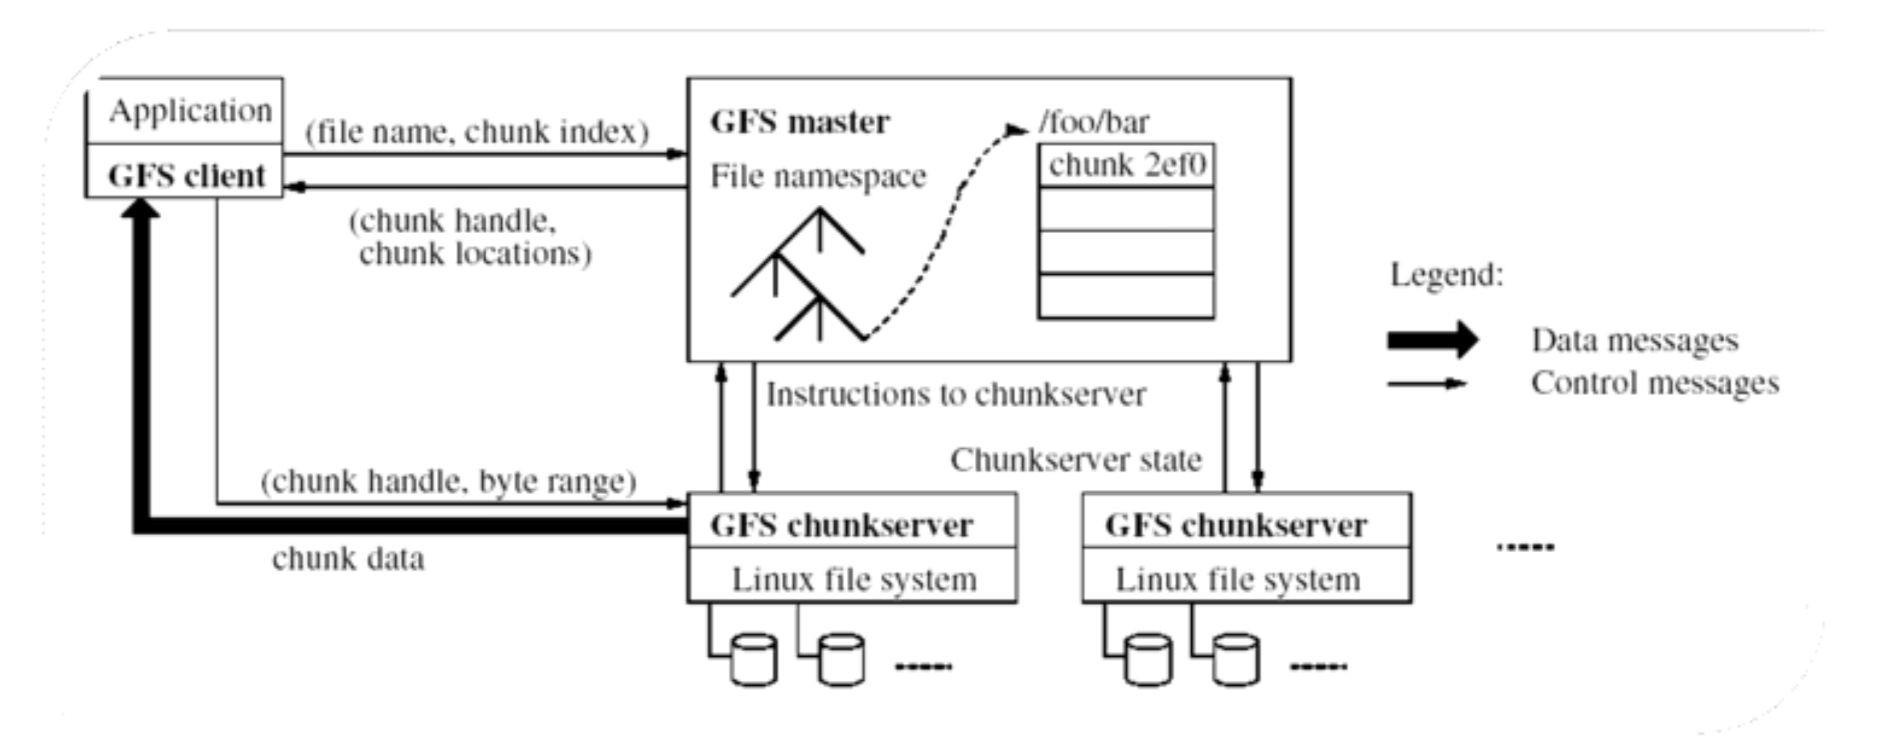 Application
GFS client
(file name, chunk index)
(chunk handle,
chunk locations)
GFS master
File namespace
/foo/bar
chunk 2ef0
Legend:
Data messages
Control messages
Instructions to chunkserver
Chunkserver state
(chunk handle, byte range)
chunk data
GFS chunkserver
Linux file system
GFS chunkserver
Linux file system